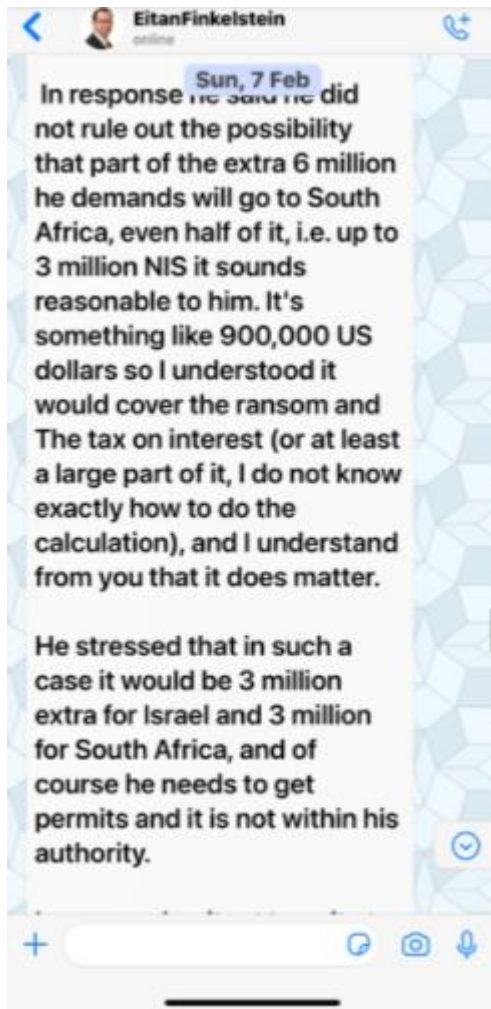 EitanFinkelstein
online
Sun, 7 Feb
In response he said he did
not rule out the possibility
that part of the extra 6 million
he demands will go to South
Africa, even half of it, i.e. up to
3 million NIS it sounds
reasonable to him. It's
something like 900,000 US
dollars so I understood it
would cover the ransom and
The tax on interest (or at least
a large part of it, I do not know
exactly how to do the
calculation), and I understand
from you that it does matter.
He stressed that in such a
case it would be 3 million
extra for Israel and 3 million
for South Africa, and of
course he needs to get
permits and it is not within his
authority.